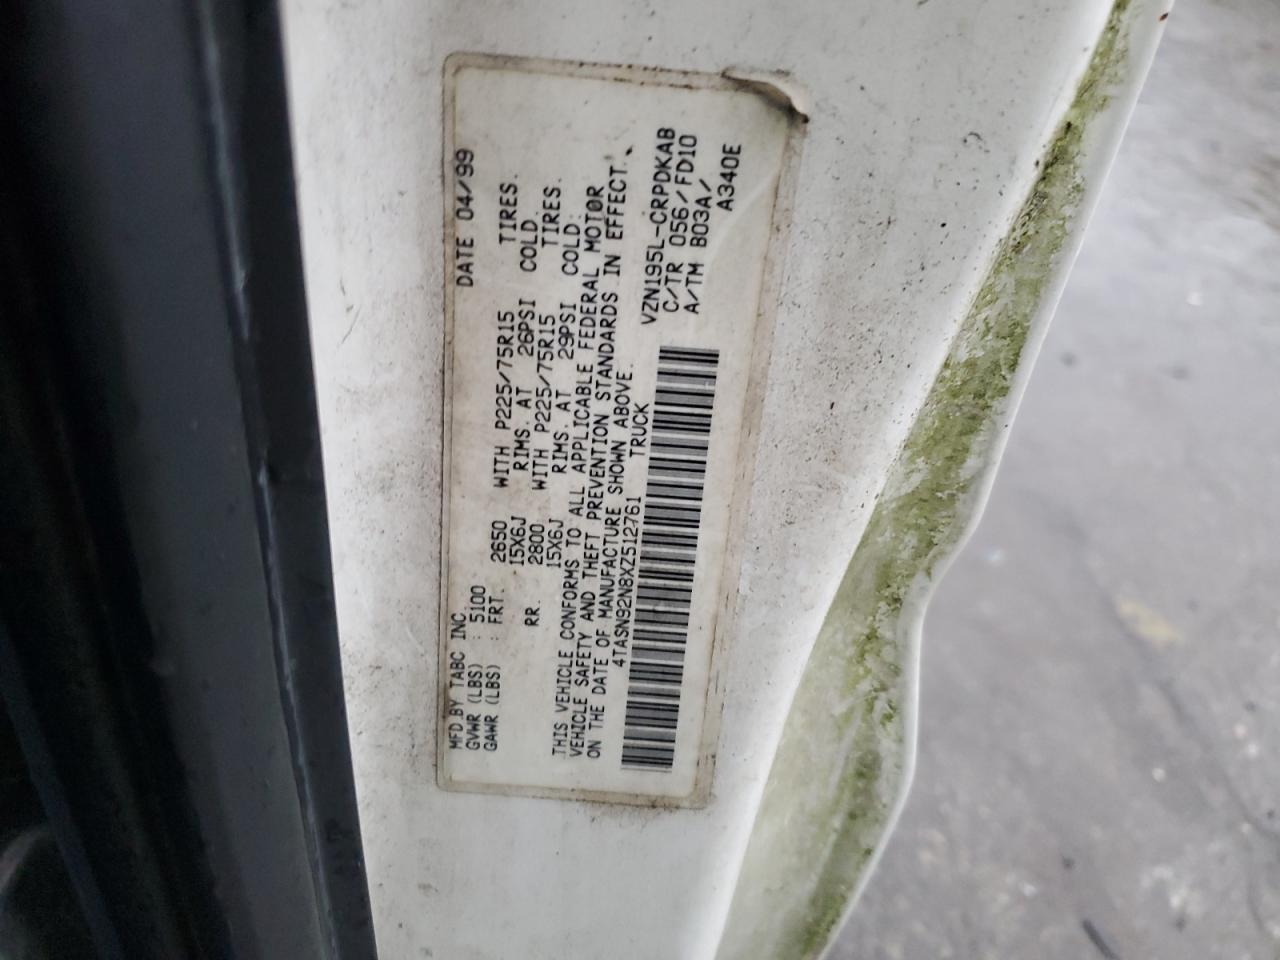 MFD.BY TABC INC. DATE 04/99
GVWR (LBS) : 5100
GAWR (LBS) : FRT. 2650 WITH P225/75R15 TIRES.
15X6J RIMS. AT 26PSI COLD.
RR. 2800 WITH P225/75R15 TIRES.
15X6J RIMS. AT 29PSI COLD.
THIS VEHICLE CONFORMS TO ALL APPLICABLE FEDERAL MOTOR
VEHICLE SAFETY AND THEFT PREVENTION STANDARDS IN EFFECT
ON THE DATE OF MANUFACTURE SHOWN ABOVE.
4TASN92N8XZ512761 TRUCK
VZN195L-CRPDKAB
C/TR 056/FD10
A/TM B03A/
A340E